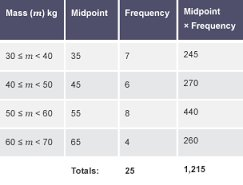 Mass (m) kg Midpoint Frequency Midpoint × Frequency
30 ≤ m < 40 35 7 245
40 ≤ m < 50 45 6 270
50 ≤ m < 60 55 8 440
60 ≤ m < 70 65 4 260
Totals: 25 1,215